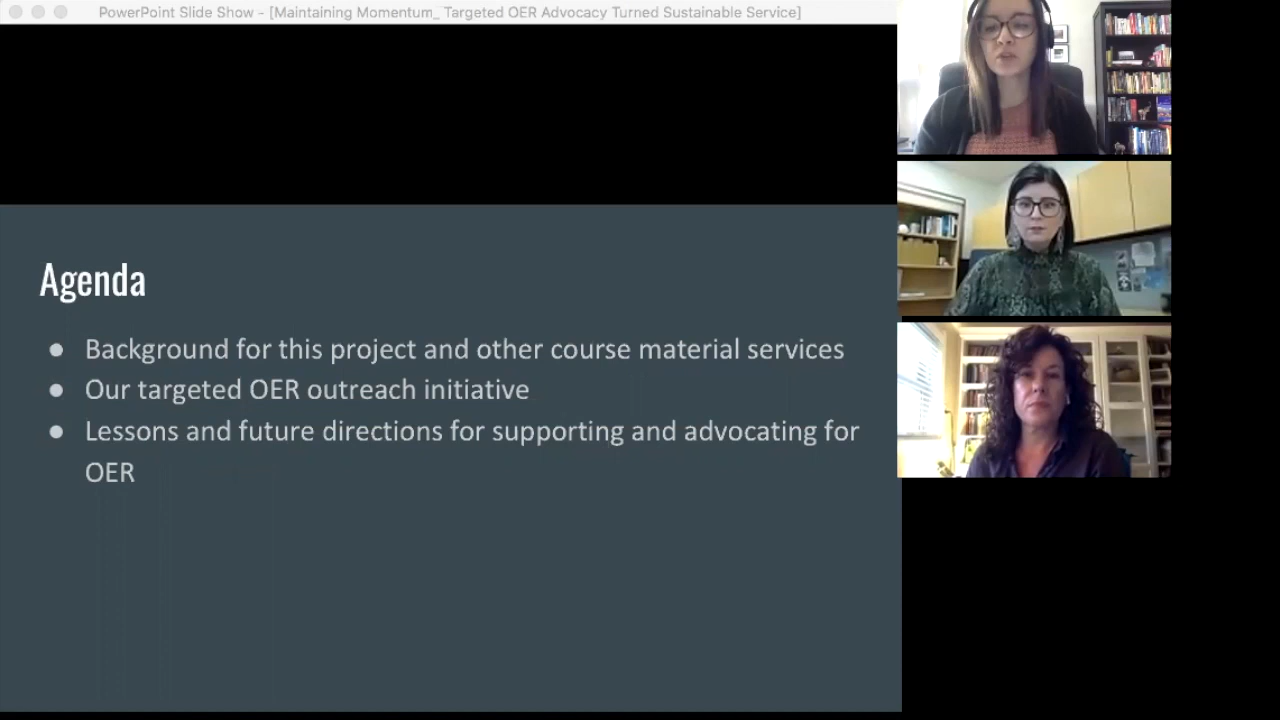 PowerPoint Slide Show - [Maintaining Momentum_ Targeted OER Advocacy Turned Sustainable Service]
Agenda
● Background for this project and other course material services
● Our targeted OER outreach initiative
● Lessons and future directions for supporting and advocating for
OER